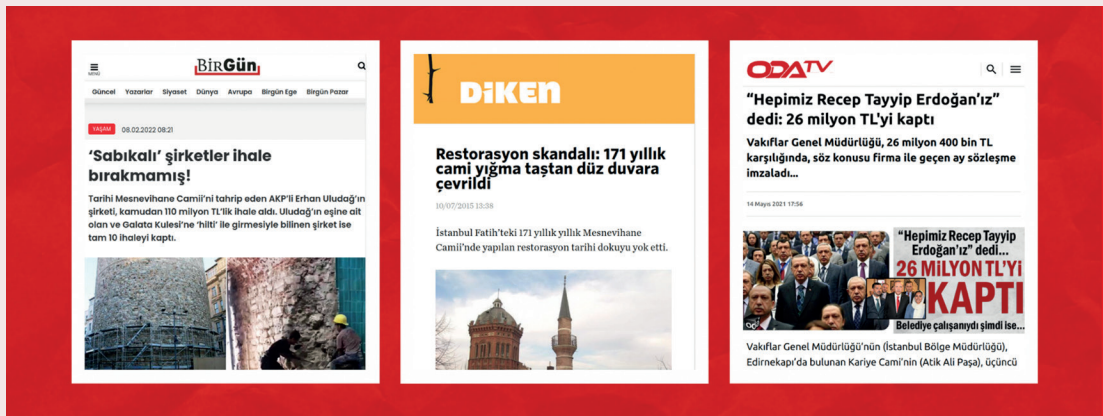 MENÜ
BirGün
Güncel Yazarlar Siyaset Dünya Avrupa Birgün Ege Birgün Pazar
YAŞAM 08.02.2022 08:21
‘Sabıkalı’ şirketler ihale
bırakmamış!
Tarihi Mesnevihane Camii’ni tahrip eden AKP’li Erhan Uludağ’ın
şirketi, kamudan 110 milyon TL’lik ihale aldı. Uludağ’ın eşine ait
olan ve Galata Kulesi’ne ‘hilti’ ile girmesiyle bilinen şirket ise
tam 10 ihaleyi kaptı.
DiKEN
Restorasyon skandalı: 171 yıllık
cami yığma taştan düz duvara
çevrildi
10/07/2015 13:38
İstanbul Fatih’teki 171 yıllık yıllık Mesnevihane
Camii’nde yapılan restorasyon tarihi dokuyu yok etti.
ODATV
“Hepimiz Recep Tayyip Erdoğan’ız”
dedi: 26 milyon TL'yi kaptı
Vakıflar Genel Müdürlüğü, 26 milyon 400 bin TL
karşılığında, söz konusu firma ile geçen ay sözleşme
imzaladı...
14 Mayıs 2021 17:56
“Hepimiz Recep Tayyip
Erdoğan’ız” dedi...
26 MİLYON TL’Yİ
KAPTI
Belediye çalışanıydı şimdi ise...
Vakıflar Genel Müdürlüğü’nün (İstanbul Bölge Müdürlüğü),
Edirnekapı’da bulunan Kariye Cami’nin (Atik Ali Paşa), üçüncü